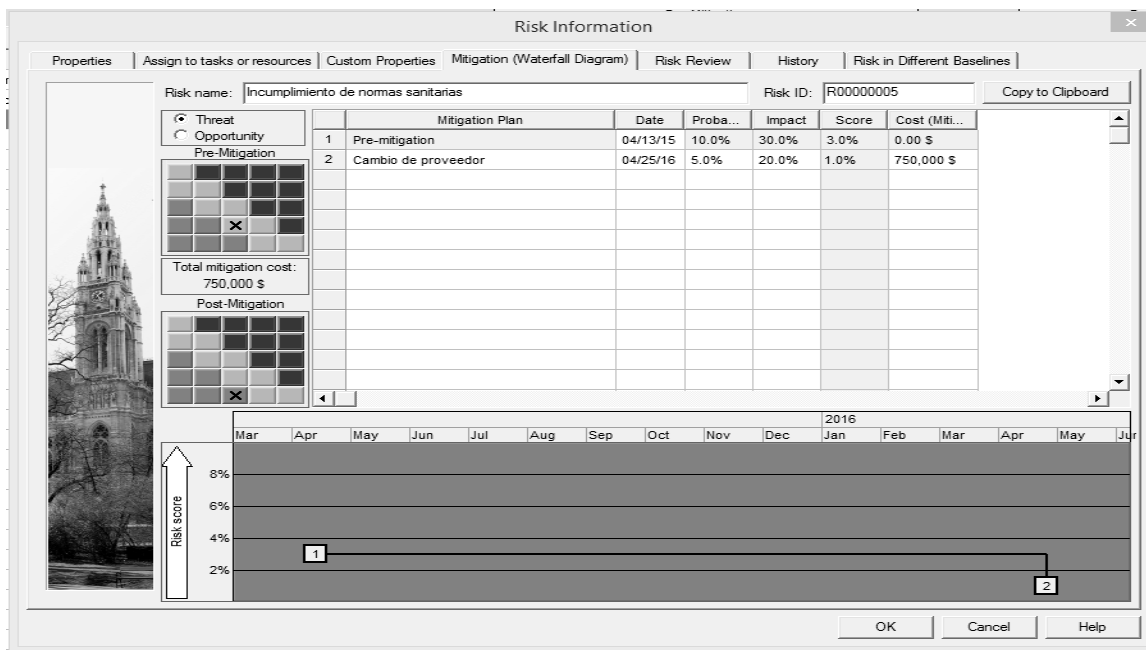 Risk Information
Properties Assign to tasks or resources Custom Properties Mitigation (Waterfall Diagram) Risk Review History Risk in Different Baselines
Risk name: Incumplimiento de normas sanitarias Risk ID: R00000005 Copy to Clipboard
Threat
Opportunity
Pre-Mitigation
Total mitigation cost:
750,000 $
Post-Mitigation
Mitigation Plan Date Proba... Impact Score Cost (Miti...
1 Pre-mitigation 04/13/15 10.0% 30.0% 3.0% 0.00 $
2 Cambio de proveedor 04/25/16 5.0% 20.0% 1.0% 750,000 $
2016
Mar Apr May Jun Jul Aug Sep Oct Nov Dec Jan Feb Mar Apr May Jur
Risk score
8%
6%
4%
2%
1
2
OK Cancel Help